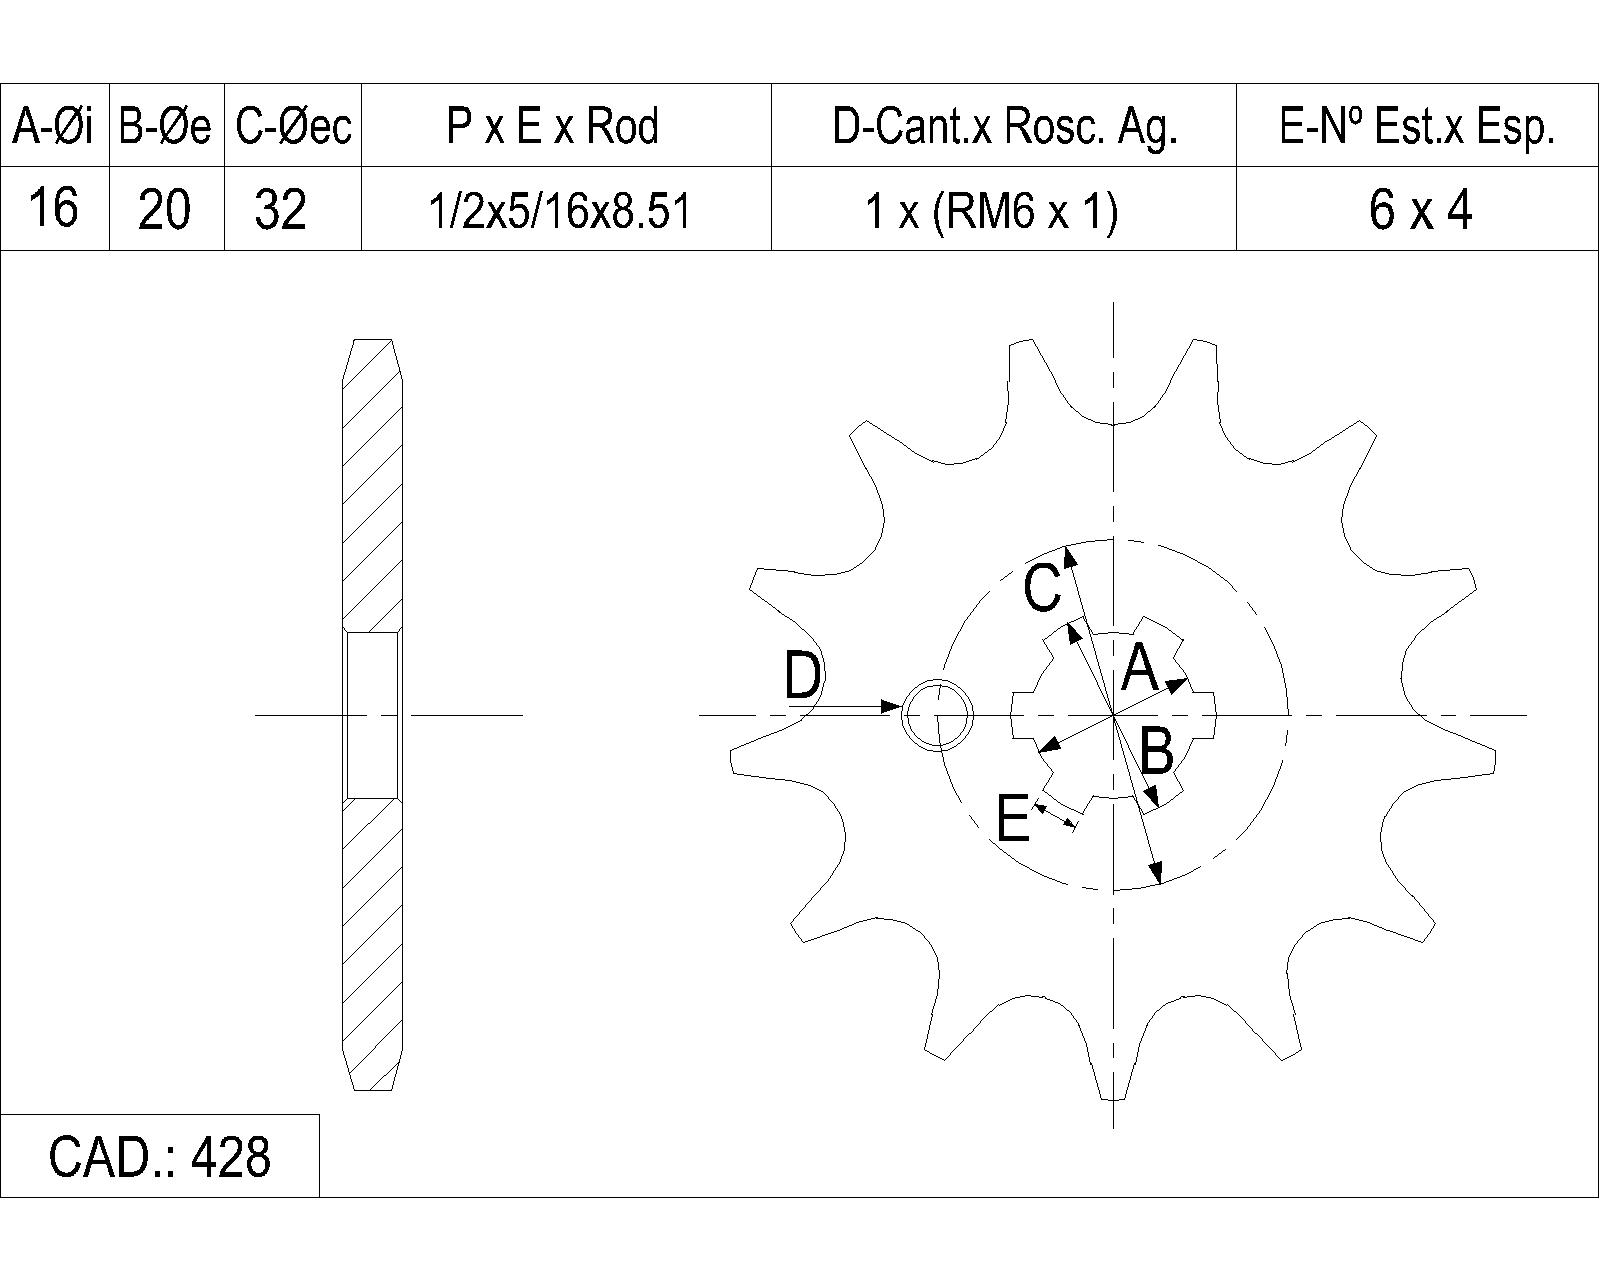 A-Øi B-Øe C-Øec P x E x Rod D-Cant.x Rosc. Ag. E-Nº Est.x Esp.
16 20 32 1/2x5/16x8.51 1 x (RM6 x 1) 6 x 4
C
A
D
B
E
CAD.: 428